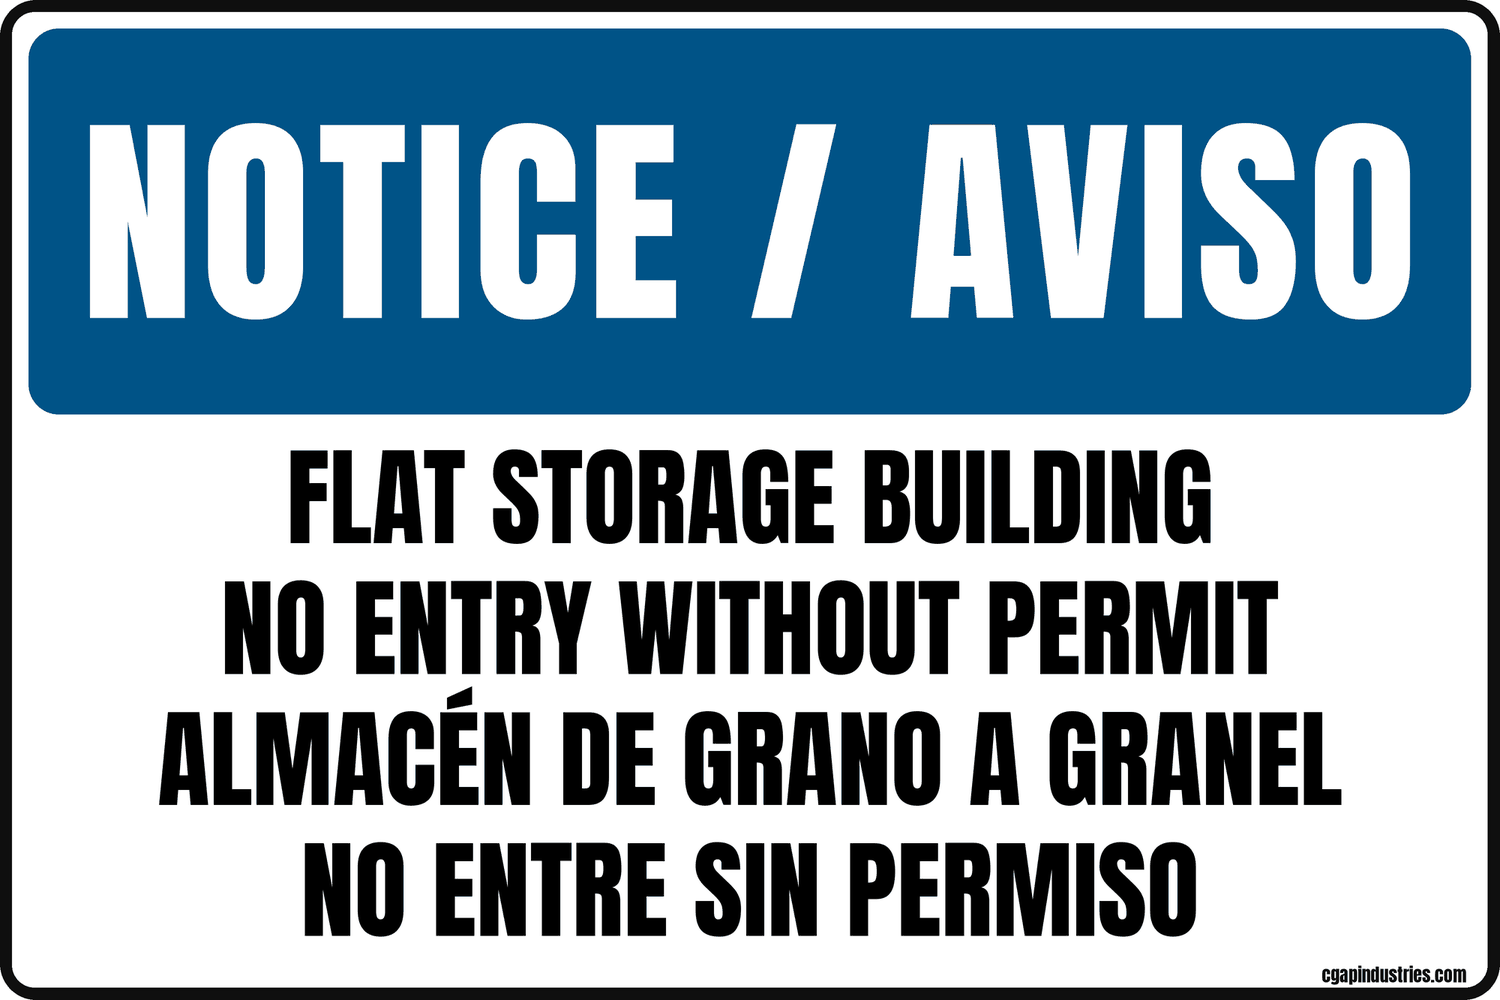 NOTICE / AVISO
FLAT STORAGE BUILDING
NO ENTRY WITHOUT PERMIT
ALMACÉN DE GRANO A GRANEL
NO ENTRE SIN PERMISO
cgapindustries.com